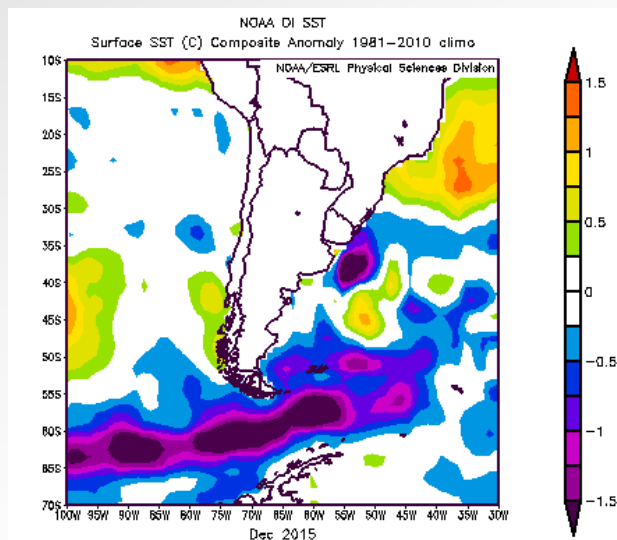 NOAA OI SST
Surface SST (C) Composite Anomaly 1981-2010 climo
NOAA/ESRL Physical Sciences Division
10S
15S
20S
25S
30S
35S
40S
45S
50S
55S
60S
65S
70S
100W 95W 90W 85W 80W 75W 70W 65W 60W 55W 50W 45W 40W 35W 30W
Dec 2015
1.5
1
0.5
0
-0.5
-1
-1.5